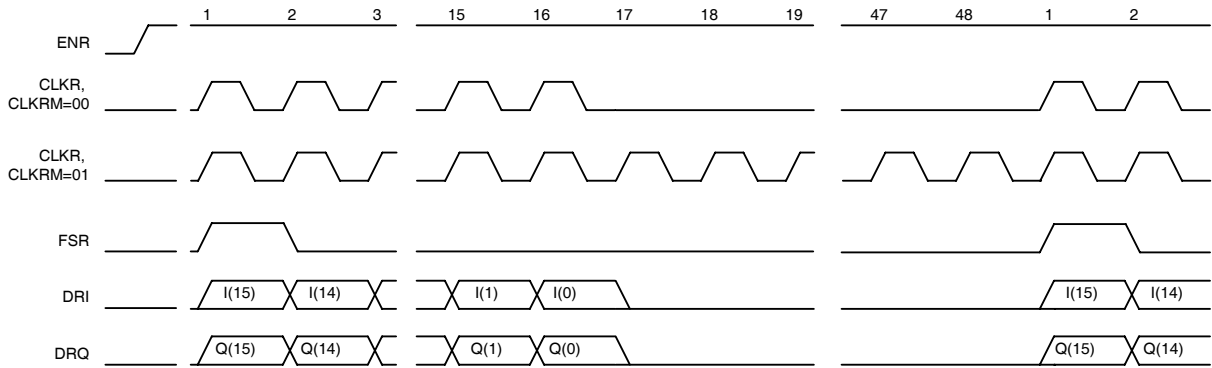 1 2 3 15 16 17 18 19 47 48 1 2
ENR
CLKR,
CLKRM=00
CLKR,
CLKRM=01
FSR
DRI I(15) I(14) I(1) I(0) I(15) I(14)
DRQ Q(15) Q(14) Q(1) Q(0) Q(15) Q(14)